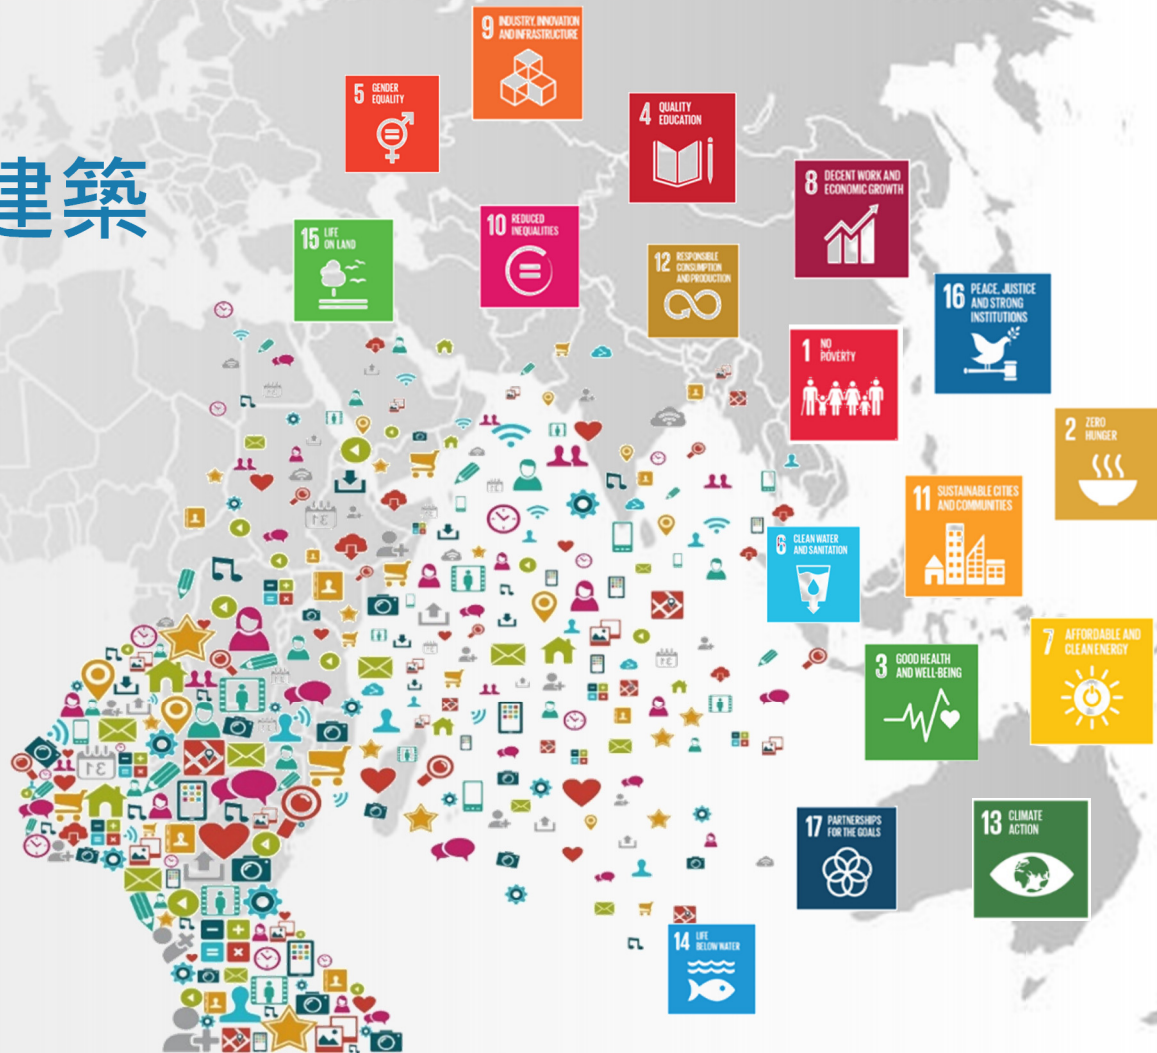 9 INDUSTRY, INNOVATION
AND INFRASTRUCTURE
5 GENDER
EQUALITY
4 QUALITY
EDUCATION
建築
8 DECENT WORK AND
ECONOMIC GROWTH
15 LIFE
ON LAND
10 REDUCED
INEQUALITIES
12 RESPONSIBLE
CONSUMPTION
AND PRODUCTION
16 PEACE, JUSTICE
AND STRONG
INSTITUTIONS
1 NO
POVERTY
2 ZERO
HUNGER
11 SUSTAINABLE CITIES
AND COMMUNITIES
6 CLEAN WATER
AND SANITATION
3 GOOD HEALTH
AND WELL-BEING
7 AFFORDABLE AND
CLEAN ENERGY
17 PARTNERSHIPS
FOR THE GOALS
13 CLIMATE
ACTION
14 LIFE
BELOW WATER
31